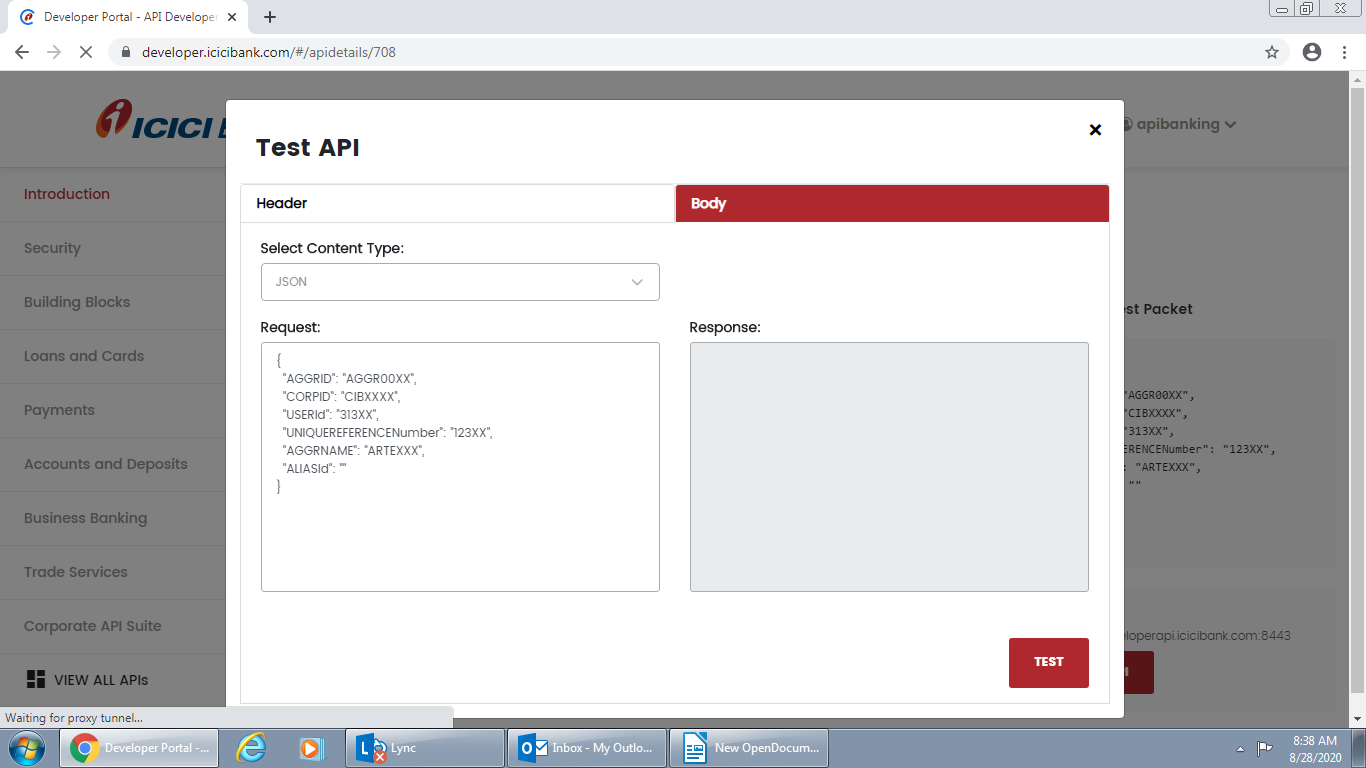 Developer Portal - API Developer
developer.icicibank.com/#/apidetails/708
ICICI
apibanking
Test API
Header
Body
Introduction
Security
Building Blocks
Loans and Cards
Payments
Accounts and Deposits
Business Banking
Trade Services
Corporate API Suite
VIEW ALL APIs
Select Content Type:
JSON
Request:
Response:
{
"AGGRID": "AGGR00XX",
"CORPID": "CIBXXXX",
"USERId": "313XX",
"UNIQUEREFERENCENumber": "123XX",
"AGGRNAME": "ARTEXXX",
"ALIASId": ""
}
TEST
est Packet
"AGGR00XX",
"CIBXXXX",
"313XX",
ERENCENumber": "123XX",
: "ARTEXXX",
""
eloperapi.icicibank.com:8443
Waiting for proxy tunnel...
Developer Portal -...
Lync
Inbox - My Outlo...
New OpenDocum...
8:38 AM
8/28/2020